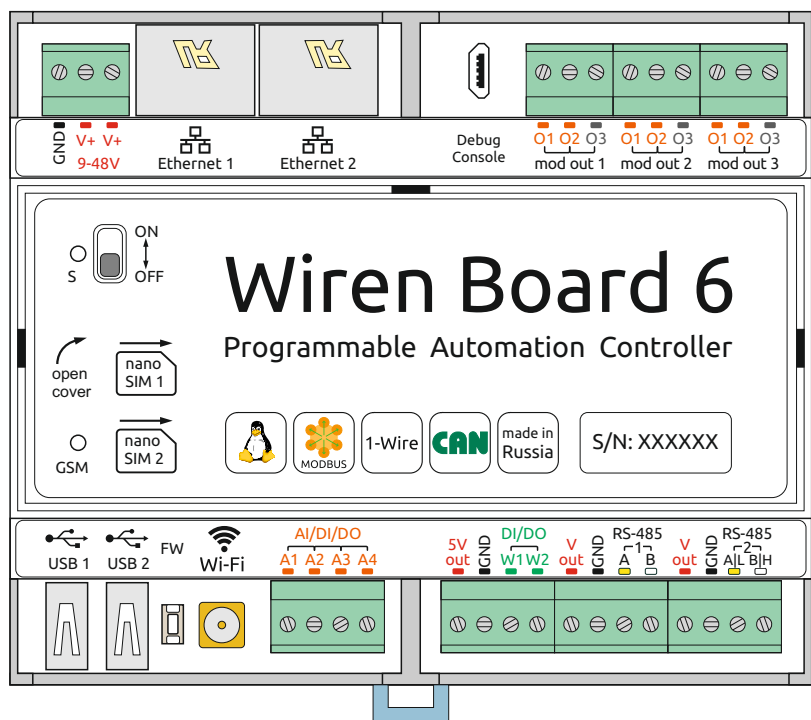 GND V+ V+
9-48V
Ethernet 1
Ethernet 2
Debug
Console
O1 O2 O3
mod out 1
O1 O2 O3
mod out 2
O1 O2 O3
mod out 3
ON
OFF
S
Wiren Board 6
Programmable Automation Controller
open
cover
nano
SIM 1
GSM
nano
SIM 2
MODBUS
1-Wire
CAN
made in
Russia
S/N: XXXXXX
USB 1
USB 2
FW
Wi-Fi
AI/DI/DO
A1 A2 A3 A4
5V
out
GND
DI/DO
W1 W2
V
out
GND
RS-485
1
A B
V
out
GND
RS-485
2
A|L B|H